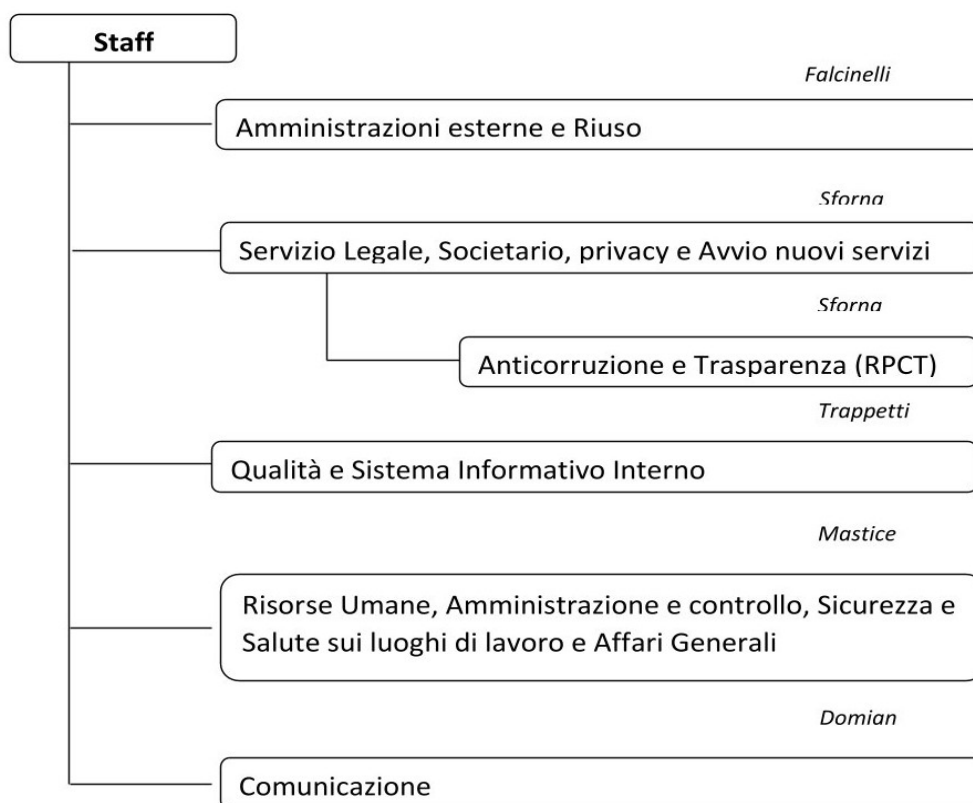 Staff
Falcinelli
Amministrazioni esterne e Riuso
Sforna
Servizio Legale, Societario, privacy e Avvio nuovi servizi
Sforna
Anticorruzione e Trasparenza (RPCT)
Trappetti
Qualità e Sistema Informativo Interno
Mastice
Risorse Umane, Amministrazione e controllo, Sicurezza e
Salute sui luoghi di lavoro e Affari Generali
Domian
Comunicazione